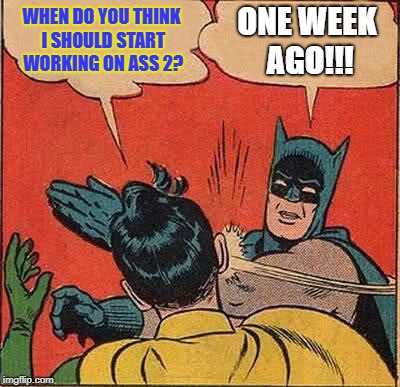 WHEN DO YOU THINK
I SHOULD START
WORKING ON ASS 2?
ONE WEEK
AGO!!!
imgflip.com